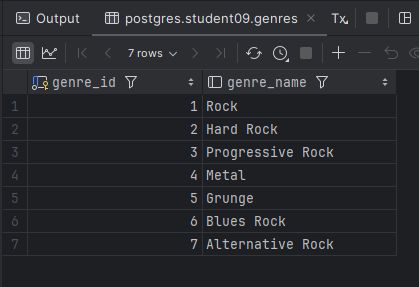 Output postgres.student09.genres Tx
7 rows
genre_id genre_name
1 1 Rock
2 2 Hard Rock
3 3 Progressive Rock
4 4 Metal
5 5 Grunge
6 6 Blues Rock
7 7 Alternative Rock